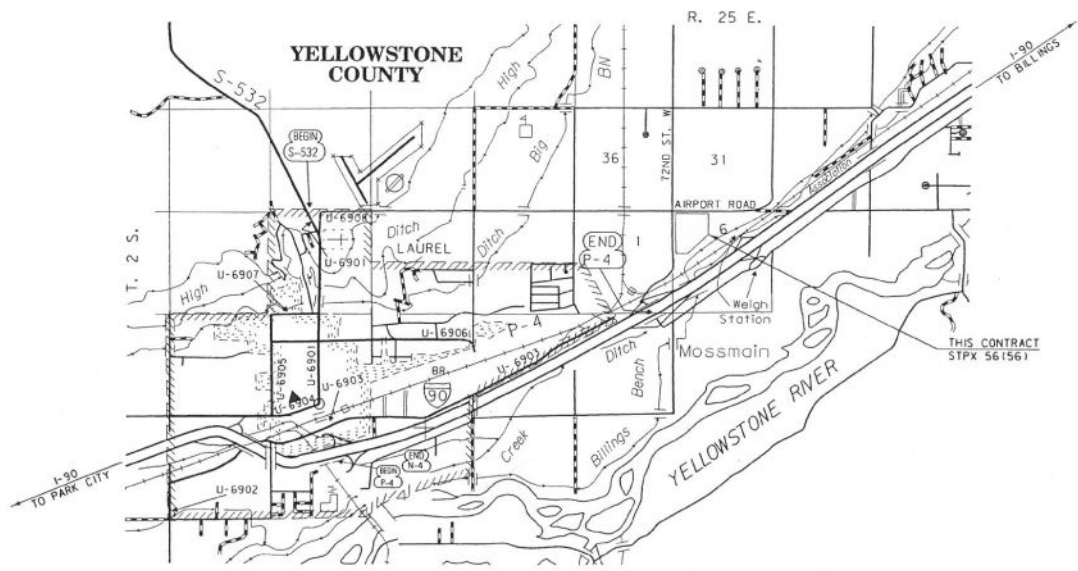 R. 25 E.
YELLOWSTONE
COUNTY
I-90
TO BILLINGS
S-532
High
BN
4
BEGIN
S-532
Big
36
72ND ST. W
31
Association
AIRPORT ROAD
T. 2 S.
U-6908
Ditch
LAUREL
Ditch
END
P-4
1
6
U-6901
U-6907
High
Weigh
Station
U-6906
P-4
THIS CONTRACT
STPX 56(56)
U-6903
Ditch
Mossmain
U-6905
U-6901
U-6903
BR
90
Bench
U-6904
YELLOWSTONE RIVER
Creek
Billings
I-90
TO PARK CITY
END
N-4
BEGIN
P-4
U-6902